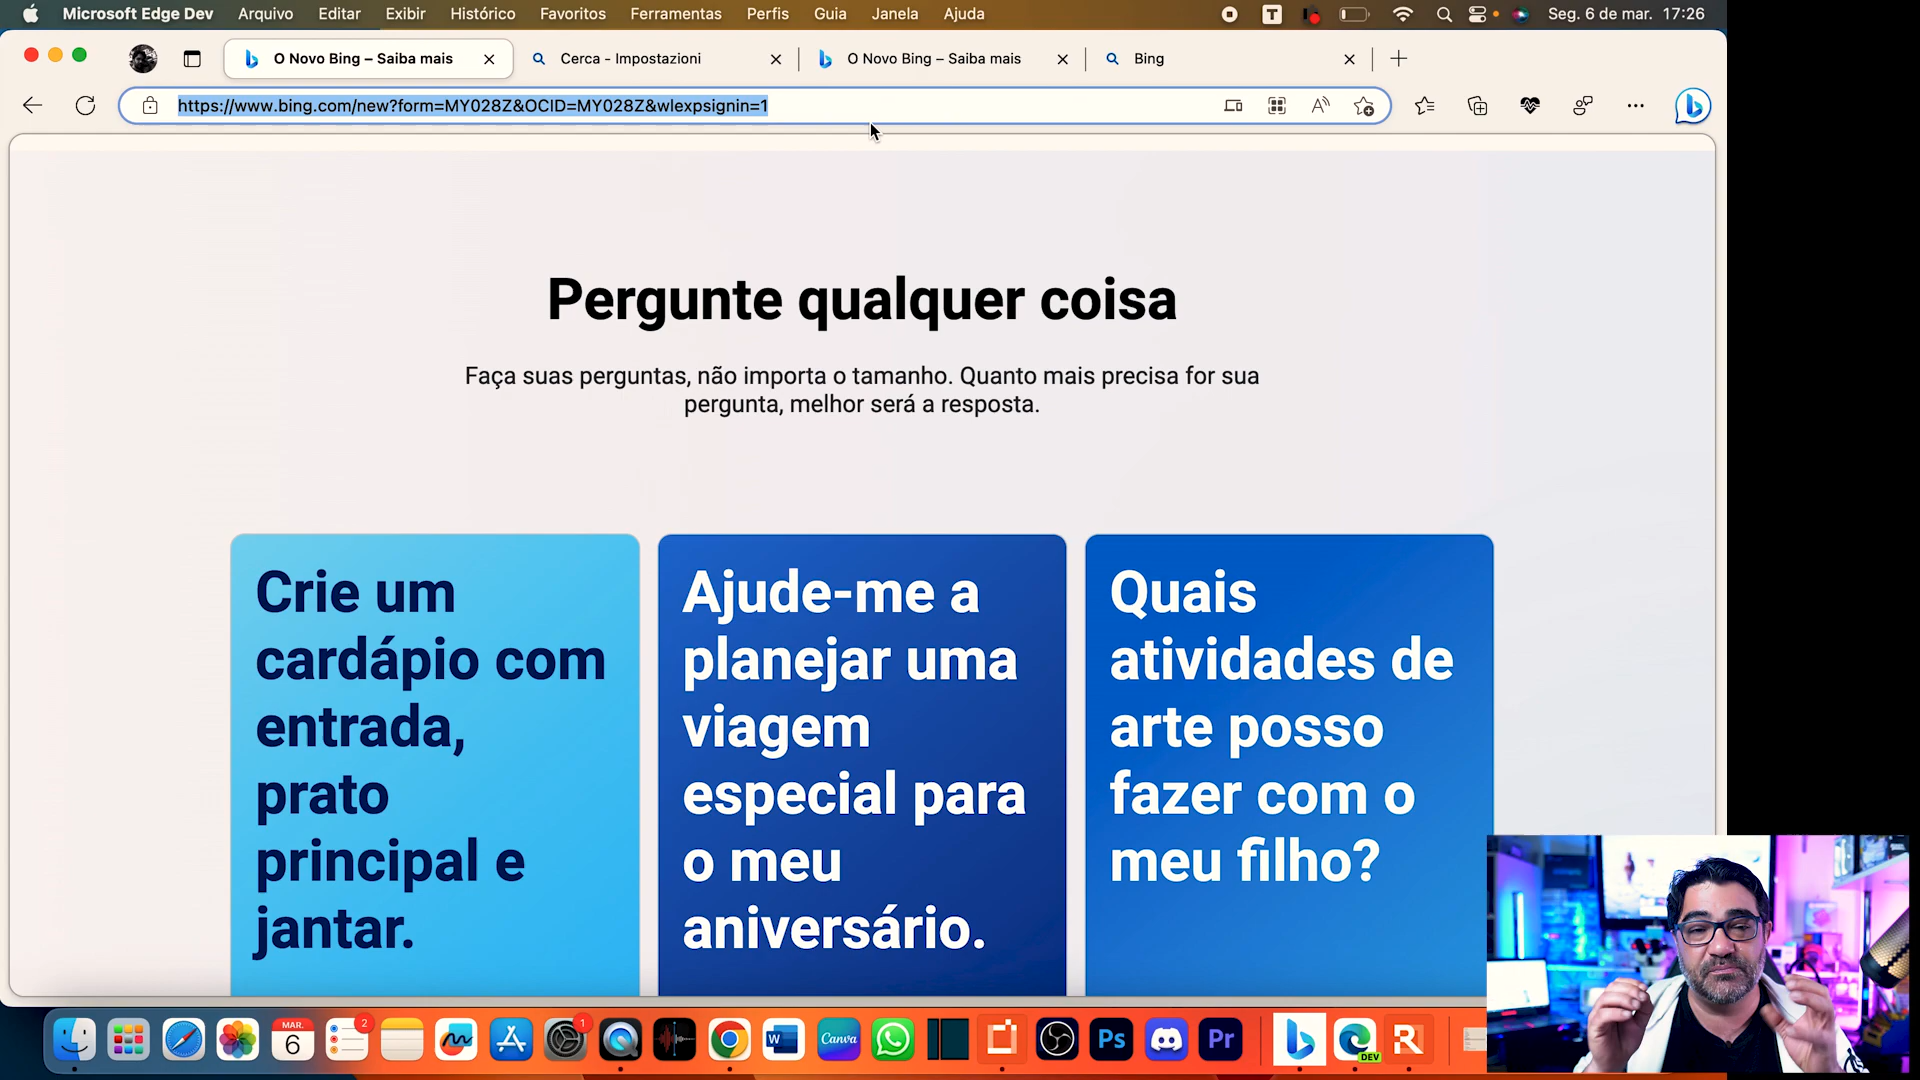 Microsoft Edge Dev Arquivo Editar Exibir Histórico Favoritos Ferramentas Perfis Guia Janela Ajuda T Seg. 6 de mar. 17:26
O Novo Bing – Saiba mais Cerca - Impostazioni O Novo Bing – Saiba mais Bing
https://www.bing.com/new?form=MY028Z&OCID=MY028Z&wlexpsignin=1
Pergunte qualquer coisa
Faça suas perguntas, não importa o tamanho. Quanto mais precisa for sua
pergunta, melhor será a resposta.
Crie um
cardápio com
entrada,
prato
principal e
jantar.
Ajude-me a
planejar uma
viagem
especial para
o meu
aniversário.
Quais
atividades de
arte posso
fazer com o
meu filho?
MAR.
6
2
1
W
Canva
Ps
Pr
DEV
R